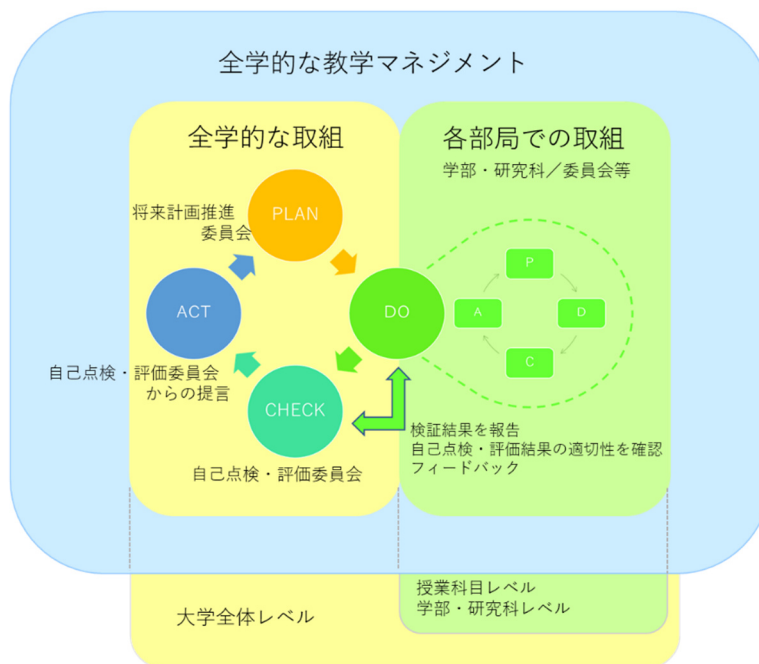 全学的な教学マネジメント
全学的な取組
各部局での取組
学部・研究科／委員会等
将来計画推進
委員会
PLAN
ACT
DO
CHECK
P
A
D
C
自己点検・評価委員会
からの提言
自己点検・評価委員会
検証結果を報告
自己点検・評価結果の適切性を確認
フィードバック
大学全体レベル
授業科目レベル
学部・研究科レベル